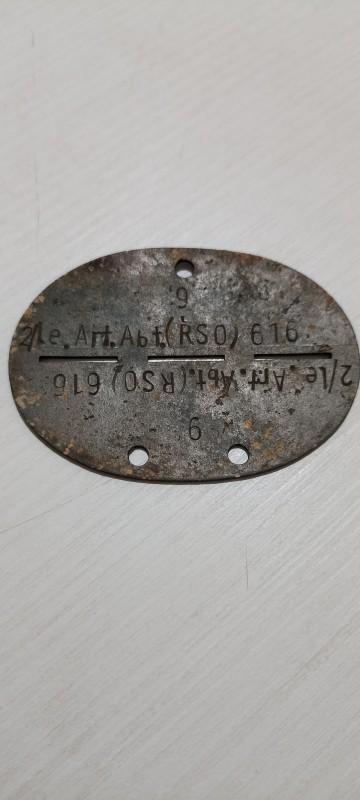 9
2/le. Art. Abt. (RSO) 616
2/le. Art. Abt. (RSO) 616
9